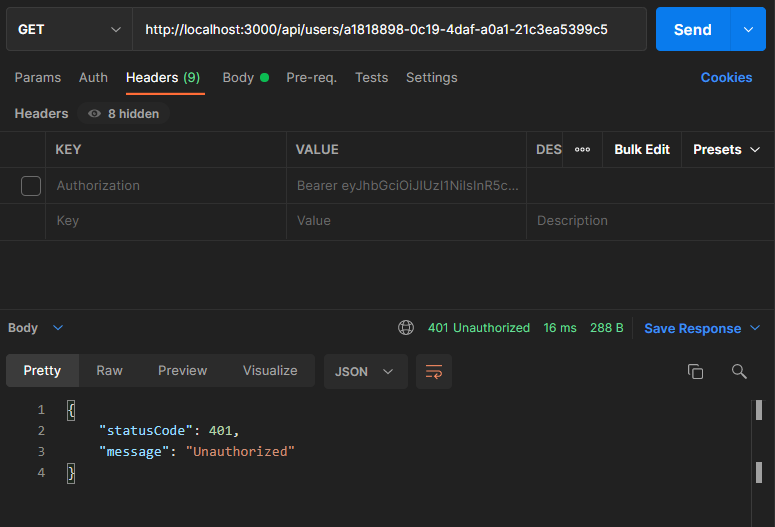 GET http://localhost:3000/api/users/a1818898-0c19-4daf-a0a1-21c3ea5399c5 Send
Params Auth Headers (9) Body Pre-req. Tests Settings Cookies
Headers 8 hidden
KEY VALUE DES Bulk Edit Presets
Authorization Bearer eyJhbGciOiJIUzI1NiIsInR5c...
Key Value Description
Body 401 Unauthorized 16 ms 288 B Save Response
Pretty Raw Preview Visualize JSON
1 {
2 "statusCode": 401,
3 "message": "Unauthorized"
4 }